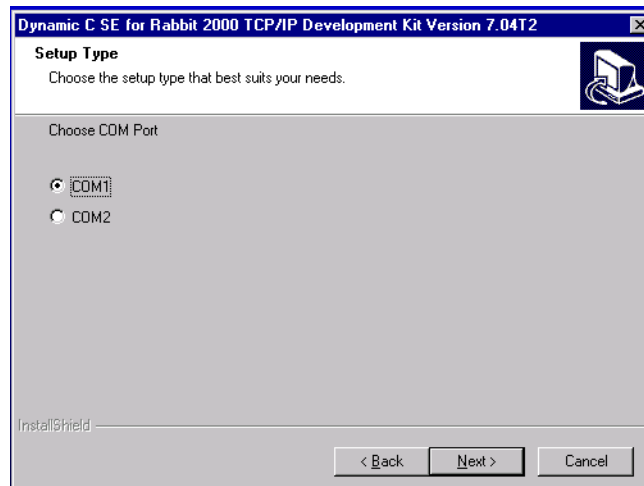 Dynamic C SE for Rabbit 2000 TCP/IP Development Kit Version 7.04T2
Setup Type
Choose the setup type that best suits your needs.
Choose COM Port
COM1
COM2
InstallShield
< Back Next > Cancel